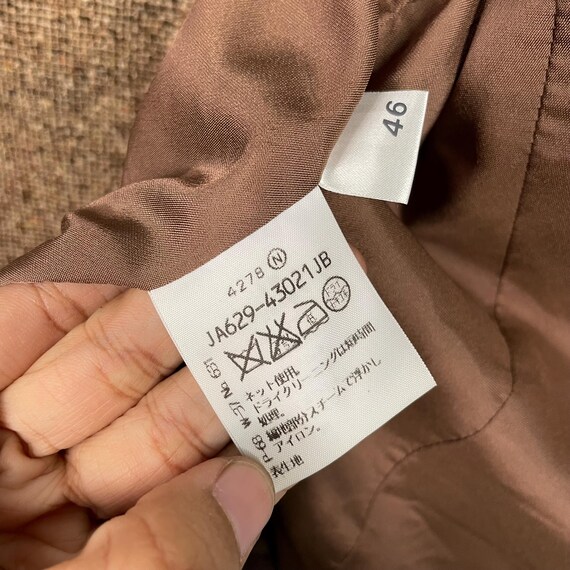 46
4278 Ⓝ
JA629-43021JB
ネット使用。
ドライクリーニングは短時間
処理。
編地部分スチームで浮かし
アイロン。
表生地